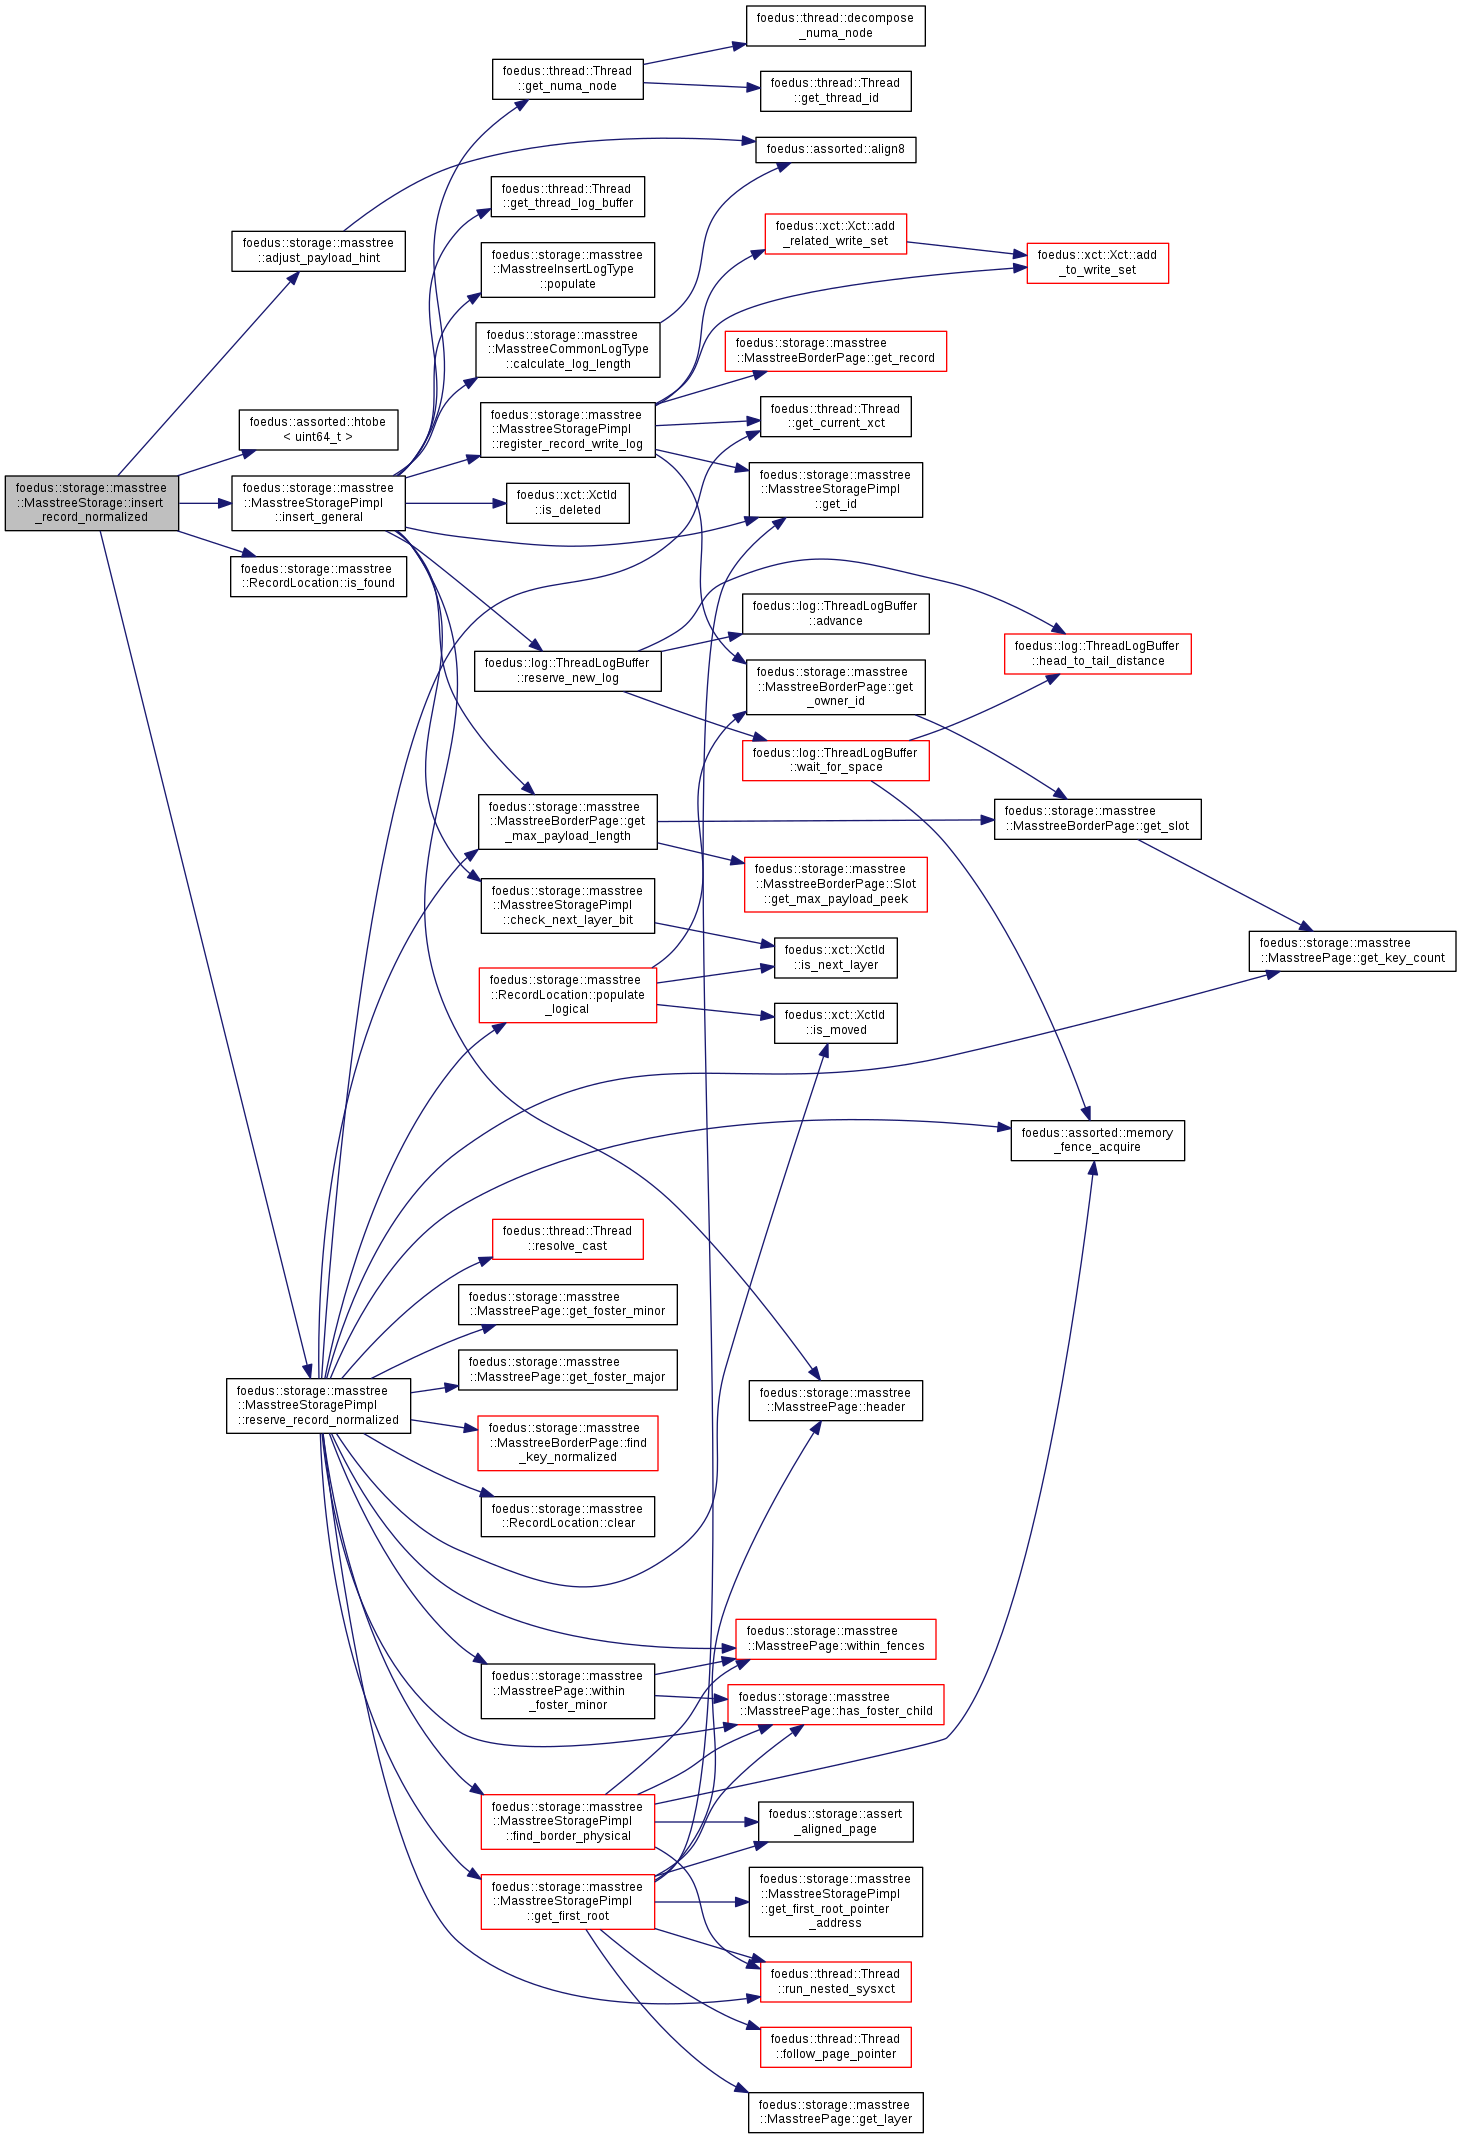 foedus::thread::decompose
_numa_node
foedus::thread::Thread
::get_numa_node
foedus::thread::Thread
::get_thread_id
foedus::assorted::align8
foedus::thread::Thread
::get_thread_log_buffer
foedus::xct::Xct::add
_related_write_set
foedus::storage::masstree
::adjust_payload_hint
foedus::xct::Xct::add
_to_write_set
foedus::storage::masstree
::MasstreeInsertLogType
::populate
foedus::storage::masstree
::MasstreeCommonLogType
::calculate_log_length
foedus::storage::masstree
::MasstreeBorderPage::get_record
foedus::thread::Thread
::get_current_xct
foedus::storage::masstree
::MasstreeStoragePimpl
::register_record_write_log
foedus::assorted::htobe
< uint64_t >
foedus::storage::masstree
::MasstreeStoragePimpl
::get_id
foedus::storage::masstree
::MasstreeStorage::insert
_record_normalized
foedus::storage::masstree
::MasstreeStoragePimpl
::insert_general
foedus::xct::XctId
::is_deleted
foedus::storage::masstree
::RecordLocation::is_found
foedus::log::ThreadLogBuffer
::advance
foedus::log::ThreadLogBuffer
::head_to_tail_distance
foedus::log::ThreadLogBuffer
::reserve_new_log
foedus::storage::masstree
::MasstreeBorderPage::get
_owner_id
foedus::log::ThreadLogBuffer
::wait_for_space
foedus::storage::masstree
::MasstreeBorderPage::get
_max_payload_length
foedus::storage::masstree
::MasstreeBorderPage::get_slot
foedus::storage::masstree
::MasstreeBorderPage::Slot
::get_max_payload_peek
foedus::storage::masstree
::MasstreeStoragePimpl
::check_next_layer_bit
foedus::storage::masstree
::MasstreePage::get_key_count
foedus::xct::XctId
::is_next_layer
foedus::storage::masstree
::RecordLocation::populate
_logical
foedus::xct::XctId
::is_moved
foedus::assorted::memory
_fence_acquire
foedus::thread::Thread
::resolve_cast
foedus::storage::masstree
::MasstreePage::get_foster_minor
foedus::storage::masstree
::MasstreePage::get_foster_major
foedus::storage::masstree
::MasstreeStoragePimpl
::reserve_record_normalized
foedus::storage::masstree
::MasstreePage::header
foedus::storage::masstree
::MasstreeBorderPage::find
_key_normalized
foedus::storage::masstree
::RecordLocation::clear
foedus::storage::masstree
::MasstreePage::within_fences
foedus::storage::masstree
::MasstreePage::within
_foster_minor
foedus::storage::masstree
::MasstreePage::has_foster_child
foedus::storage::masstree
::MasstreeStoragePimpl
::find_border_physical
foedus::storage::assert
_aligned_page
foedus::storage::masstree
::MasstreeStoragePimpl
::get_first_root
foedus::storage::masstree
::MasstreeStoragePimpl
::get_first_root_pointer
_address
foedus::thread::Thread
::run_nested_sysxct
foedus::thread::Thread
::follow_page_pointer
foedus::storage::masstree
::MasstreePage::get_layer